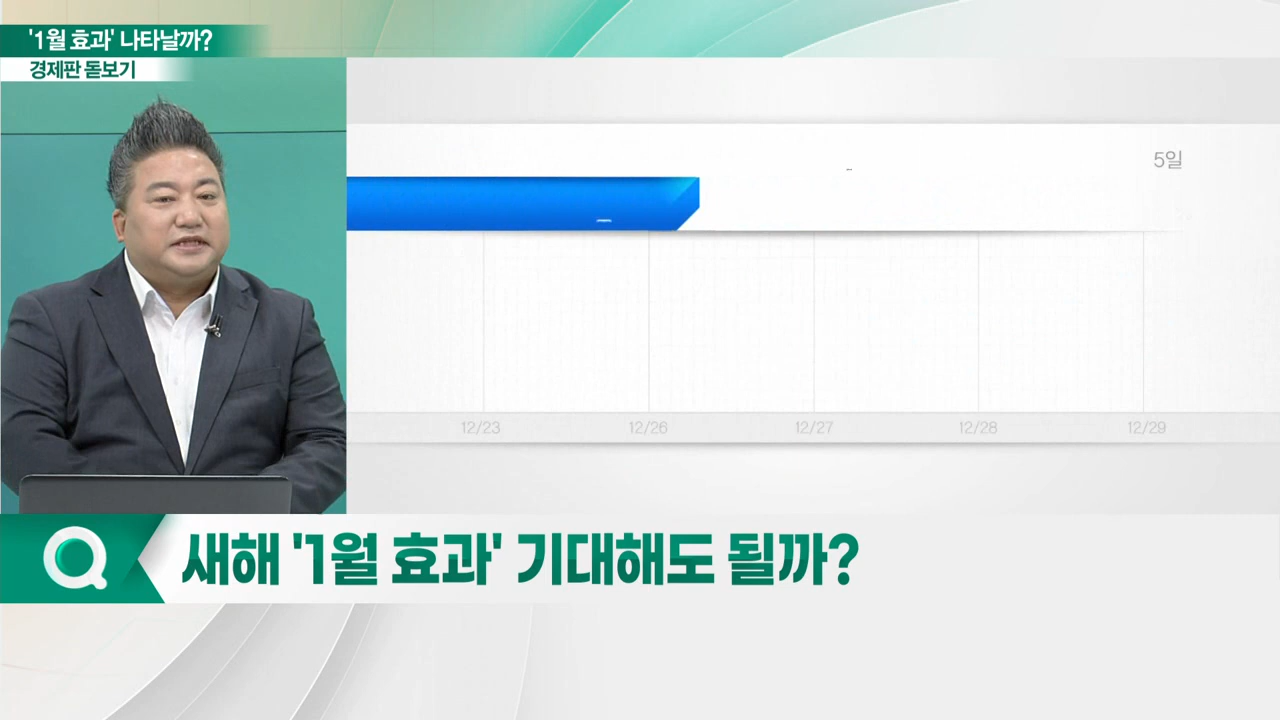 '1월 효과' 나타날까?
경제판 돋보기
5일
12/23 12/26 12/27 12/28 12/29
Q 새해 '1월 효과' 기대해도 될까?